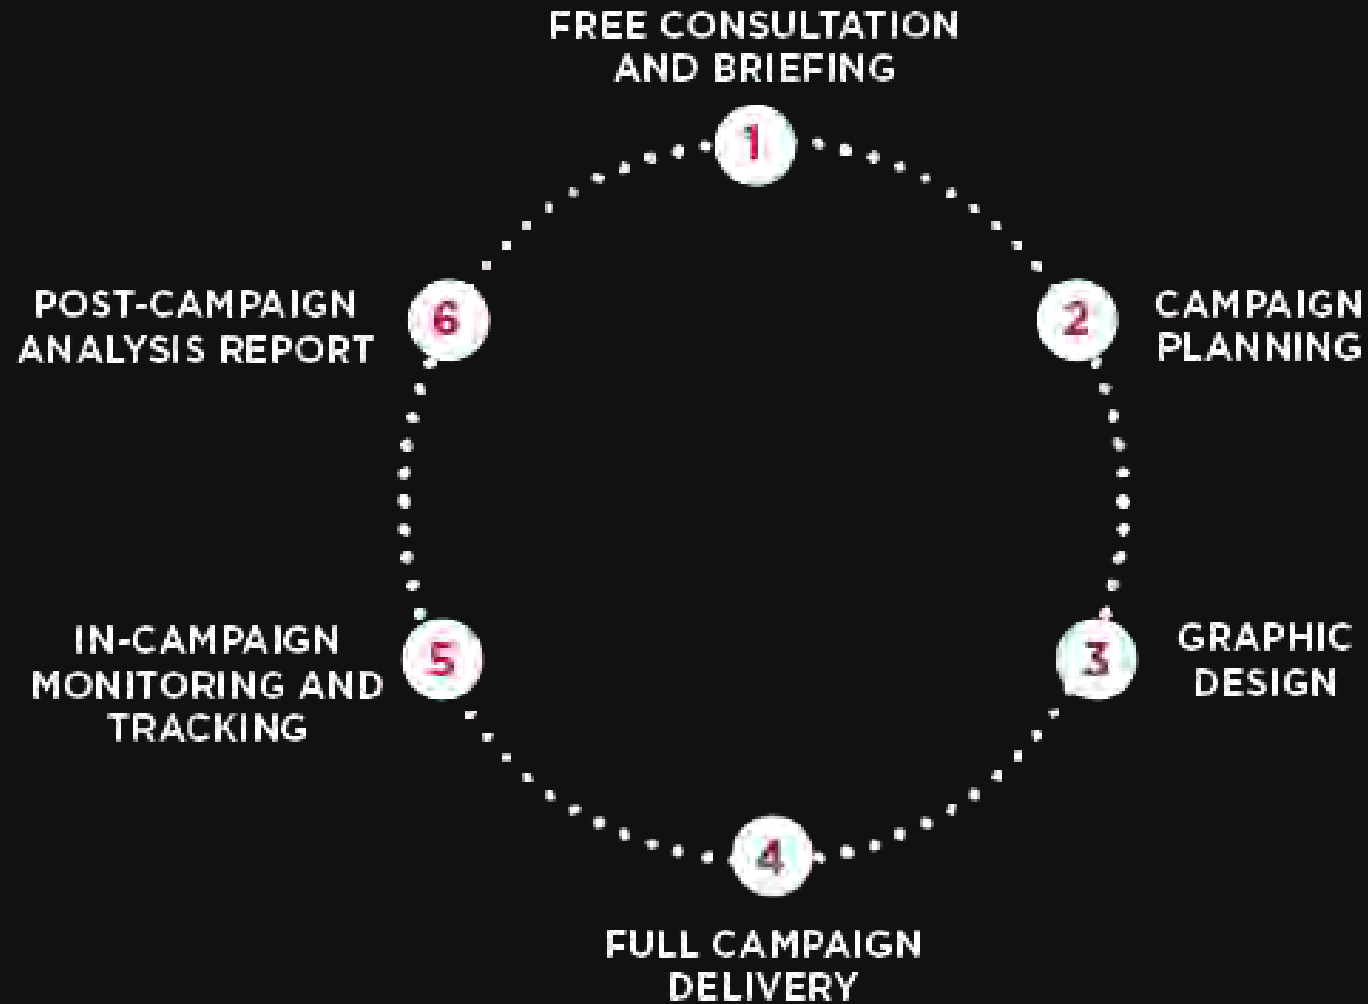 FREE CONSULTATION
AND BRIEFING
1
2
CAMPAIGN
PLANNING
3
GRAPHIC
DESIGN
4
FULL CAMPAIGN
DELIVERY
5
IN-CAMPAIGN
MONITORING AND
TRACKING
6
POST-CAMPAIGN
ANALYSIS REPORT